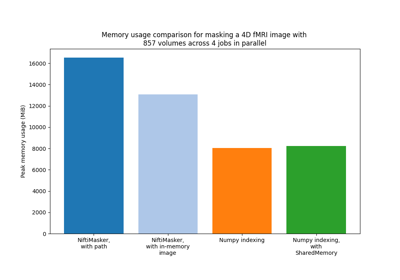 Memory usage comparison for masking a 4D fMRI image with
857 volumes across 4 jobs in parallel
Peak memory usage (MiB)
16000
14000
12000
10000
8000
6000
4000
2000
0
NiftiMasker,
with path
NiftiMasker,
with in-memory
image
Numpy indexing
Numpy indexing,
with
SharedMemory